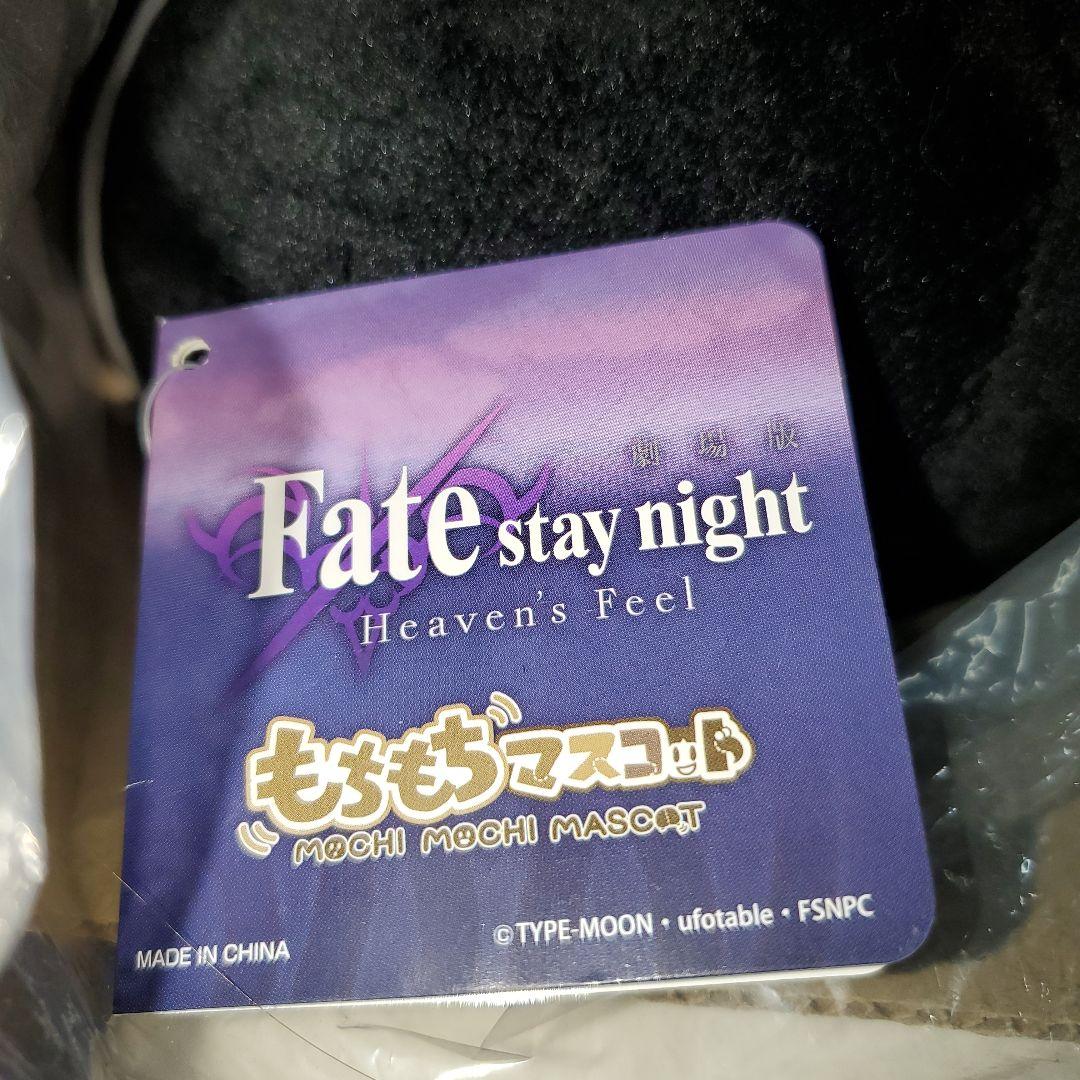 劇場版
Fate stay night
Heaven's Feel
もちもちマスコット
MOCHI MOCHI MASCOT
©TYPE-MOON・ufotable・FSNPC
MADE IN CHINA